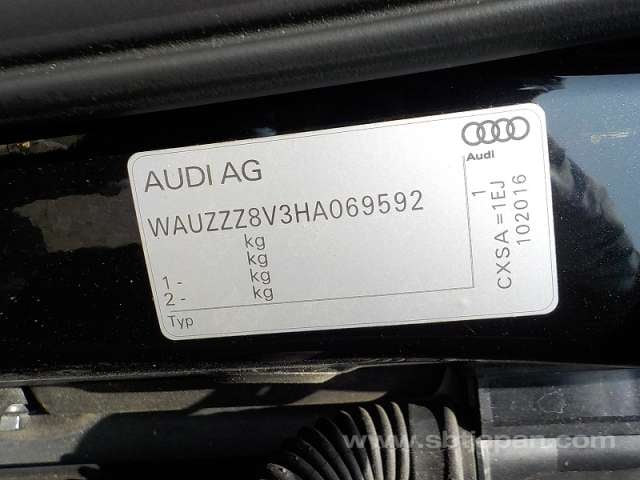 AUDI AG
Audi
WAUZZZ8V3HA069592
kg
kg
1 - kg
2 - kg
Typ
1
CXSA = 1EJ
102016
www.sbtjapan.com